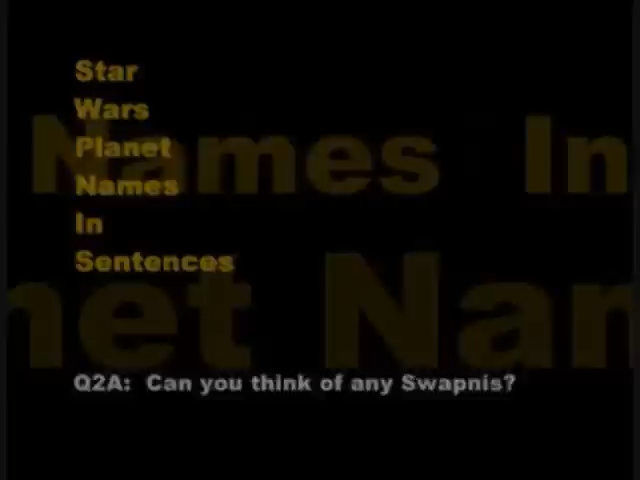 Star
Wars
Planet
Names
In
Sentences
Names In
net Nam
Q2A: Can you think of any Swapnis?